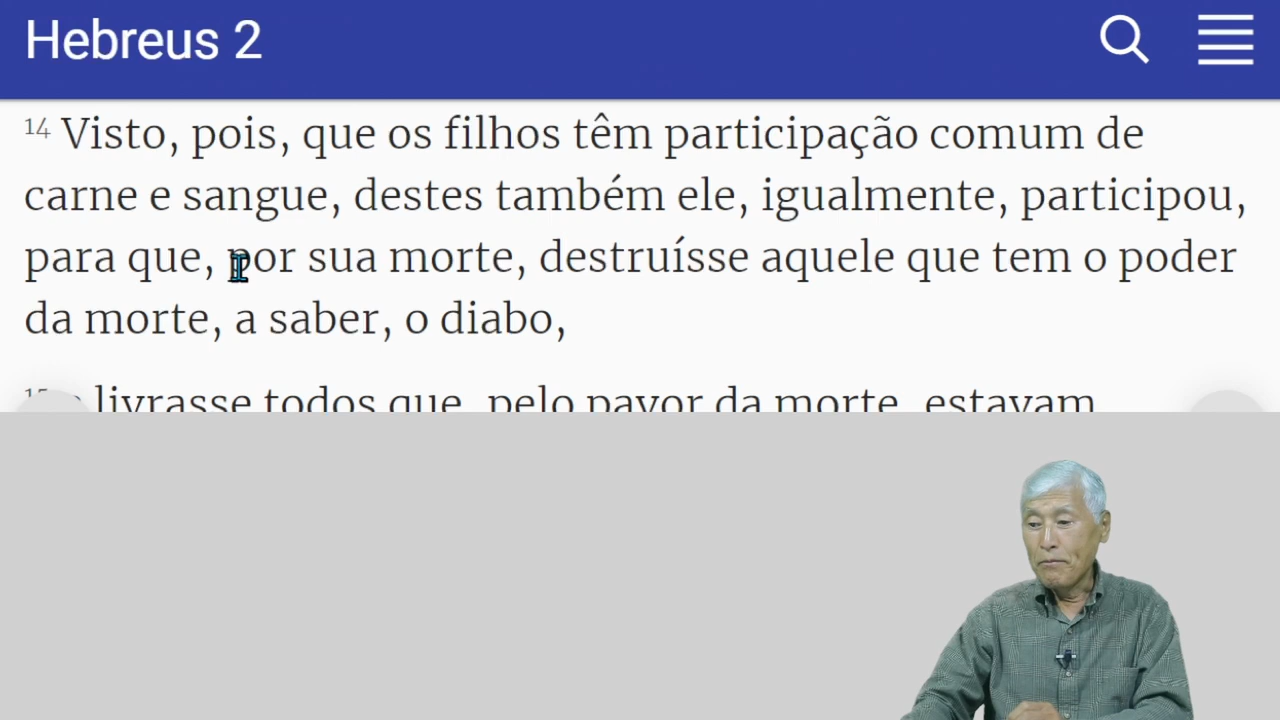 Hebreus 2
14 Visto, pois, que os filhos têm participação comum de
carne e sangue, destes também ele, igualmente, participou,
para que, por sua morte, destruísse aquele que tem o poder
da morte, a saber, o diabo,
livrasse todos que, pelo pavor da morte, estavam